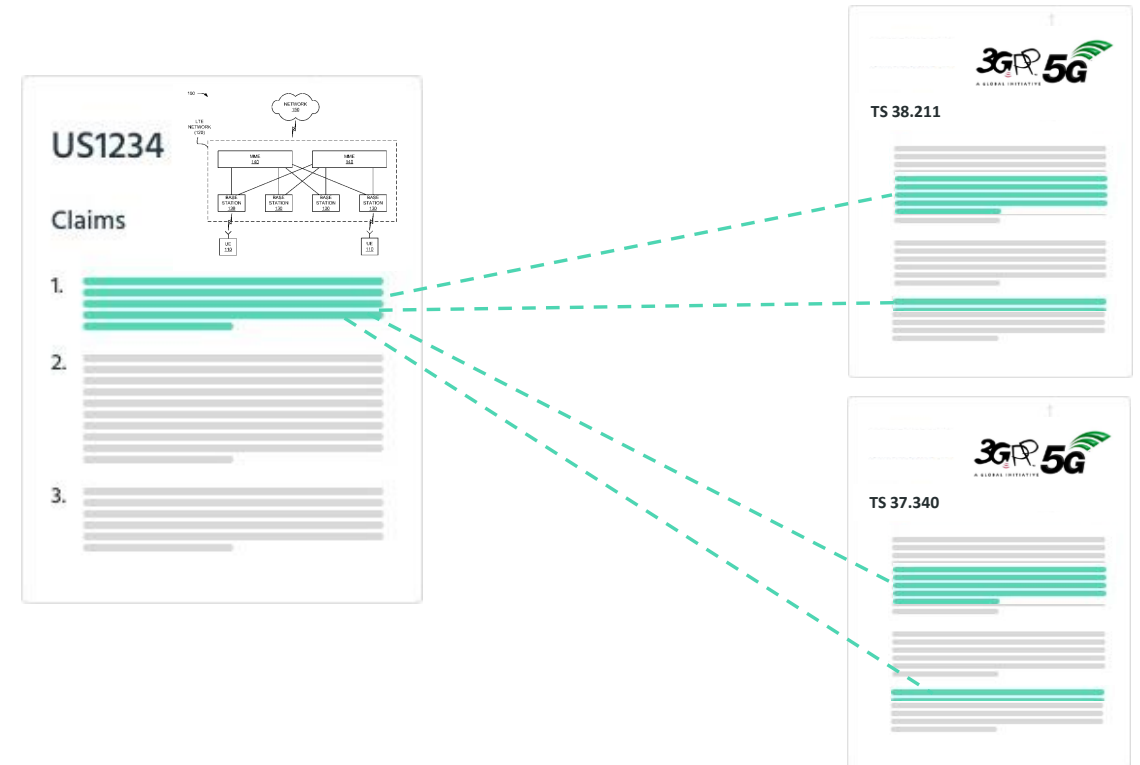 US1234
Claims
1.
2.
3.
NETWORK
LTE
NETWORK
MME
MME
BASE
STATION
BASE
STATION
BASE
STATION
BASE
STATION
UE
UE
3GPP 5G
A GLOBAL INITIATIVE
TS 38.211
3GPP 5G
A GLOBAL INITIATIVE
TS 37.340